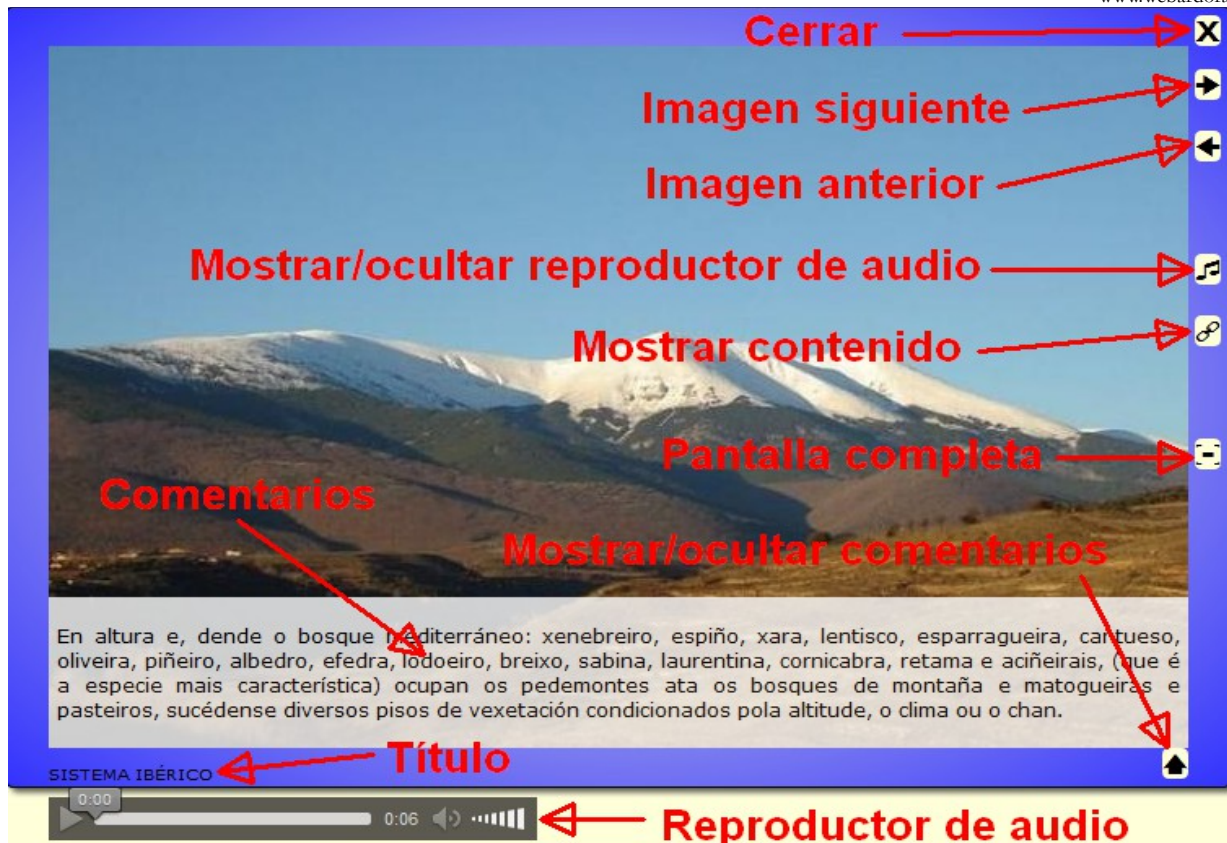 Cerrar
Imagen siguiente
Imagen anterior
Mostrar/ocultar reproductor de audio
Mostrar contenido
Pantalla completa
Comentarios
Mostrar/ocultar comentarios
En altura e, dende o bosque mediterráneo: xenebreiro, espiño, xara, lentisco, esparragueira, cantueso,
oliveira, piñeiro, albedro, efedra, lodoeiro, breixo, sabina, laurentina, cornicabra, retama e aciñeirais, (que é
a especie mais característica) ocupan os pedemontes ata os bosques de montaña e matogueiras e
pasteiros, sucédense diversos pisos de vexetación condicionados pola altitude, o clima ou o chan.
Título
SISTEMA IBÉRICO
0:00
0:06
Reproductor de audio